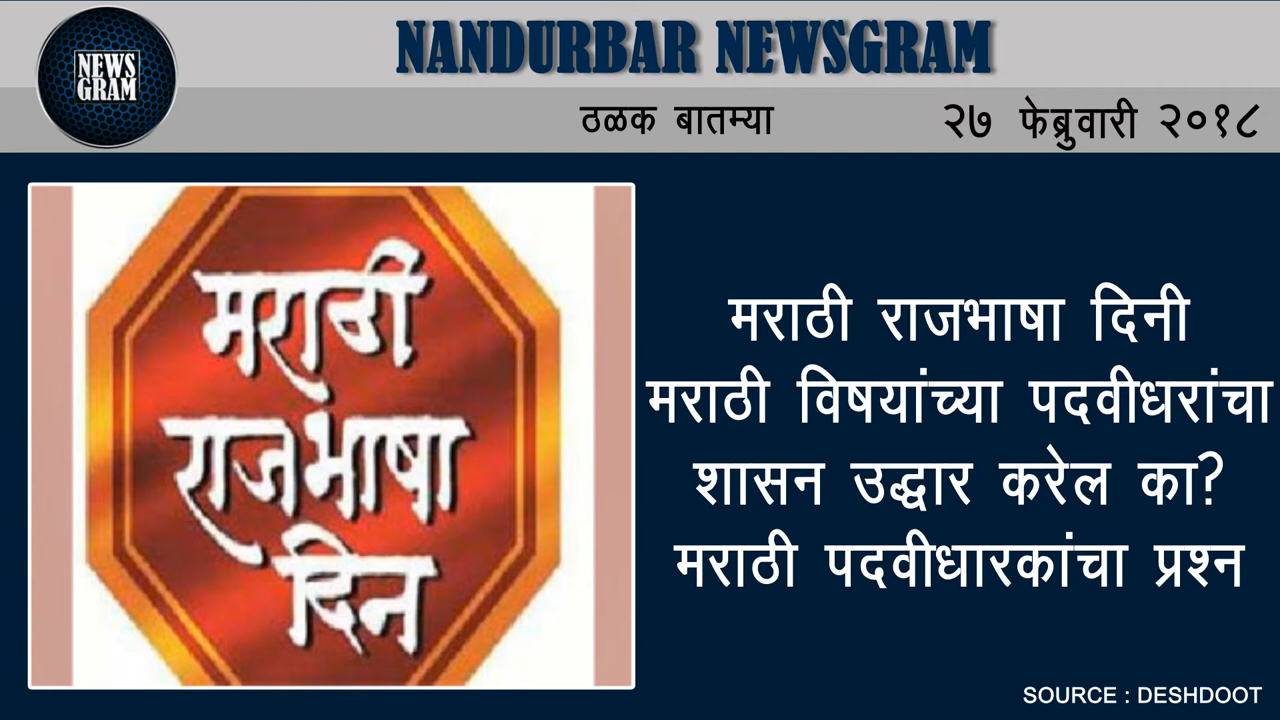 NEWS
GRAM
NANDURBAR NEWSGRAM
ठळक बातम्या
२७ फेब्रुवारी २०१८
मराठी
राजभाषा
दिन
मराठी राजभाषा दिनी
मराठी विषयांच्या पदवीधरांचा
शासन उद्धार करेल का?
मराठी पदवीधारकांचा प्रश्न
SOURCE : DESHDOOT